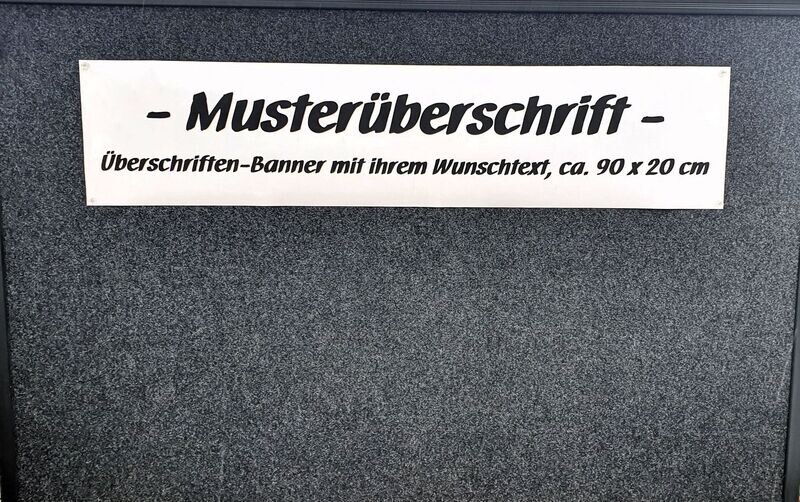 - Musterüberschrift -
Überschriften-Banner mit ihrem Wunschtext, ca. 90 x 20 cm